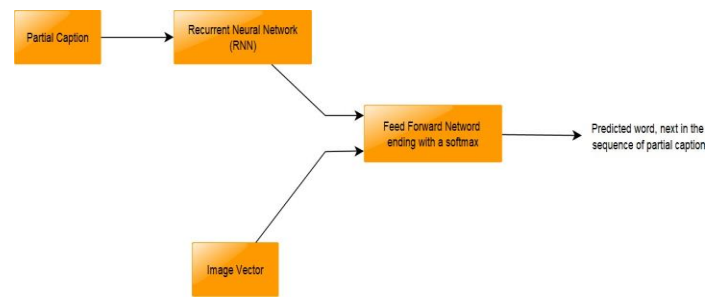 Partial Caption
Recurrent Neural Network
(RNN)
Feed Forward Netword
ending with a softmax
Predicted word, next in the
sequence of partial caption
Image Vector